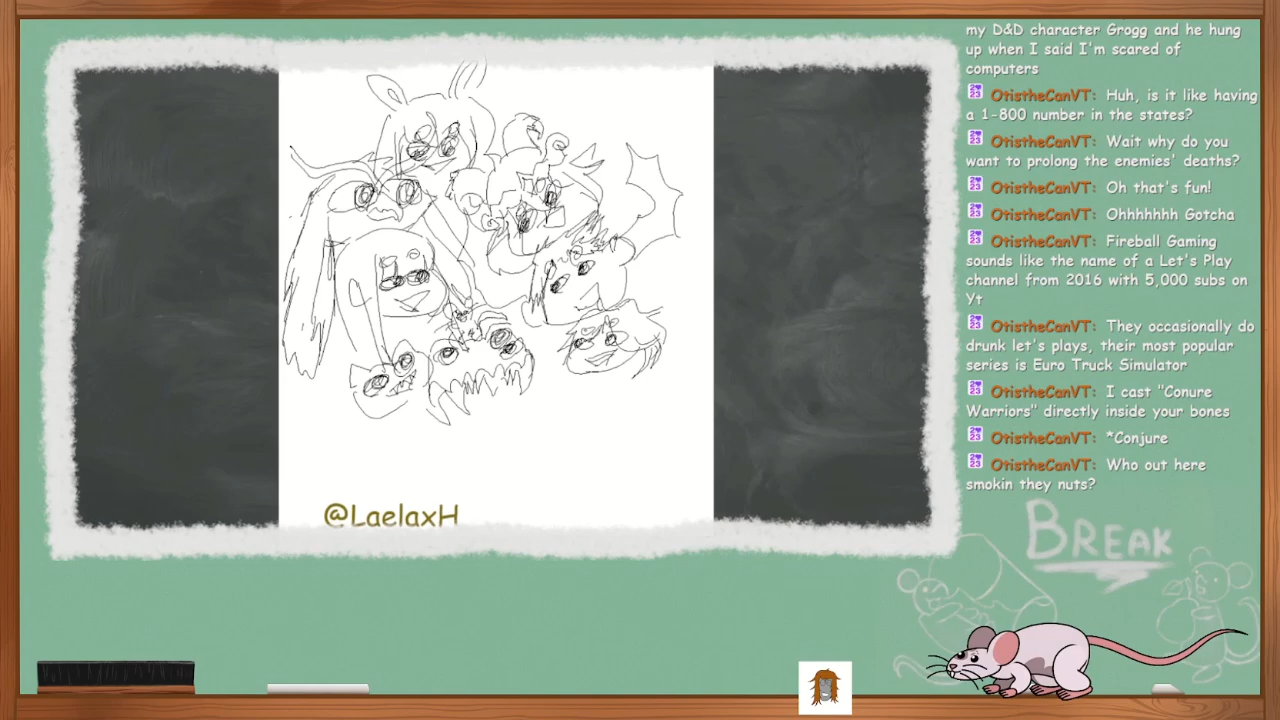 my D&D character Grogg and he hung
up when I said I'm scared of
computers
OtistheCanVT: Huh, is it like having
a 1-800 number in the states?
OtistheCanVT: Wait why do you
want to prolong the enemies' deaths?
OtistheCanVT: Oh that's fun!
OtistheCanVT: Ohhhhhhh Gotcha
OtistheCanVT: Fireball Gaming
sounds like the name of a Let's Play
channel from 2016 with 5,000 subs on
Yt
OtistheCanVT: They occasionally do
drunk let's plays, their most popular
series is Euro Truck Simulator
OtistheCanVT: I cast "Conure
Warriors" directly inside your bones
OtistheCanVT: *Conjure
OtistheCanVT: Who out here
smokin they nuts?
@LaelaxH
BREAK